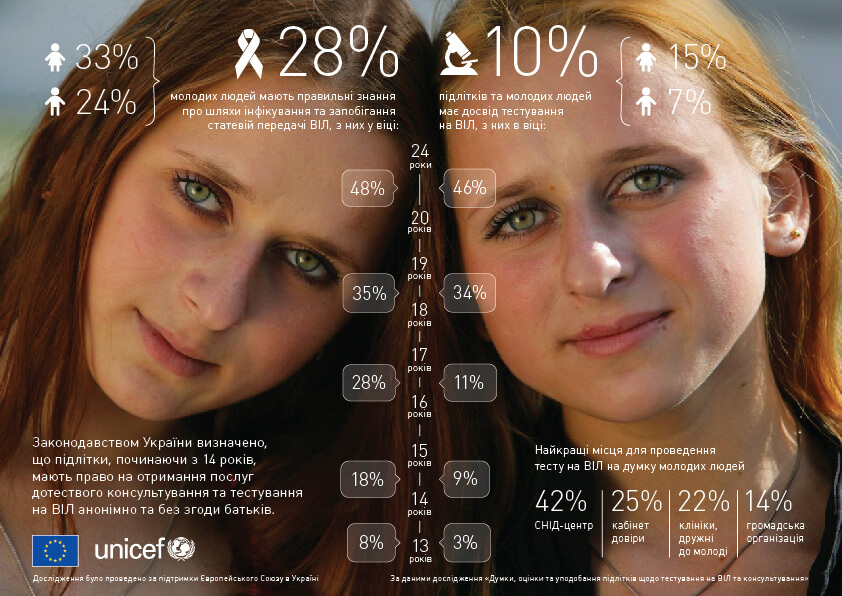 33%
24%
28%
молодих людей мають правильні знання
про шляхи інфікування та запобігання
статевій передачі ВІЛ, з них у віці:
10%
підлітків та молодих людей
має досвід тестування
на ВІЛ, з них в віці:
15%
7%
24
роки
48%
46%
20
років
19
років
35%
34%
18
років
17
років
28%
11%
16
років
15
років
18%
9%
14
років
8%
3%
13
років
Законодавством України визначено,
що підлітки, починаючи з 14 років,
мають право на отримання послуг
дотествого консультування та тестування
на ВІЛ анонімно та без згоди батьків.
unicef
Дослідження було проведено за підтримки Європейського Союзу в Україні
Найкращі місця для проведення
тесту на ВІЛ на думку молодих людей
42%
СНІД-центр
25%
кабінет
довіри
22%
клініки,
дружні
до молоді
14%
громадська
організація
За даними дослідження «Думки, оцінки та уподобання підлітків щодо тестування на ВІЛ та консультування»